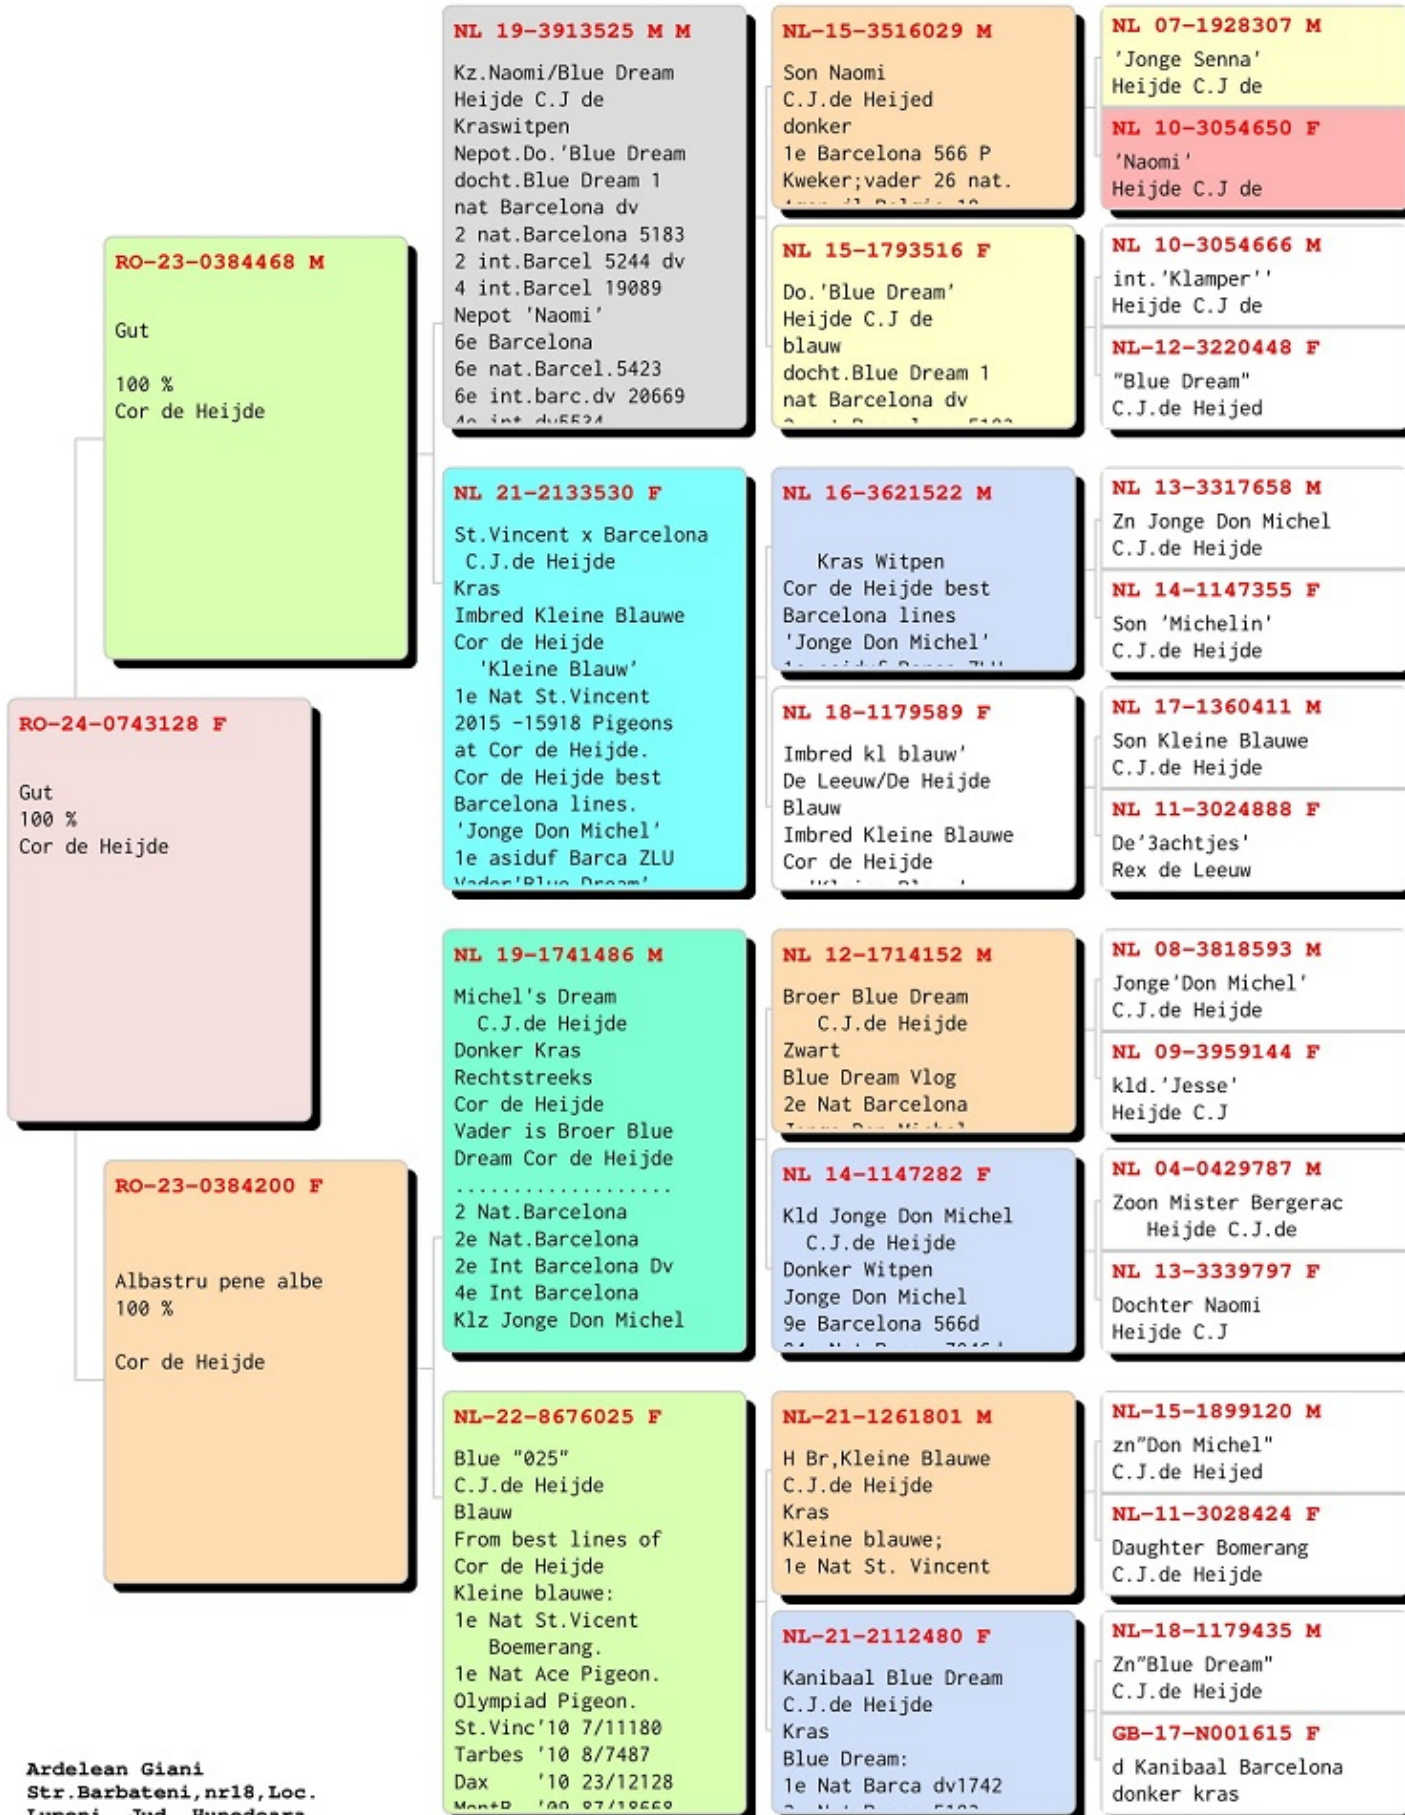 RO-24-0743128 F
Gut
100 %
Cor de Heijde
RO-23-0384468 M
Gut
100 %
Cor de Heijde
RO-23-0384200 F
Albastru pene albe
100 %
Cor de Heijde
NL 19-3913525 M M
Kz.Naomi/Blue Dream
Heijde C.J de
Kraswitpen
Nepot.Do.'Blue Dream
docht.Blue Dream 1
nat Barcelona dv
2 nat.Barcelona 5183
2 int.Barcel 5244 dv
4 int.Barcel 19089
Nepot 'Naomi'
6e Barcelona
6e nat.Barcel.5423
6e int.barc.dv 20669
4e int dv5534
NL 21-2133530 F
St.Vincent x Barcelona
C.J.de Heijde
Kras
Imbred Kleine Blauwe
Cor de Heijde
'Kleine Blauw'
1e Nat St.Vincent
2015 -15918 Pigeons
at Cor de Heijde.
Cor de Heijde best
Barcelona lines.
'Jonge Don Michel'
1e asiduf Barca ZLU
Vader'Blue Dream'
NL 19-1741486 M
Michel's Dream
C.J.de Heijde
Donker Kras
Rechtstreeks
Cor de Heijde
Vader is Broer Blue
Dream Cor de Heijde
...................
2 Nat.Barcelona
2e Nat.Barcelona
2e Int Barcelona Dv
4e Int Barcelona
Klz Jonge Don Michel
NL-22-8676025 F
Blue "025"
C.J.de Heijde
Blauw
From best lines of
Cor de Heijde
Kleine blauwe:
1e Nat St.Vicent
Boemerang.
1e Nat Ace Pigeon.
Olympiad Pigeon.
St.Vinc'10 7/11180
Tarbes '10 8/7487
Dax '10 23/12128
MontP. '09 87/18668
NL-15-3516029 M
Son Naomi
C.J.de Heijed
donker
1e Barcelona 566 P
Kweker;vader 26 nat.
NL 15-1793516 F
Do.'Blue Dream'
Heijde C.J de
blauw
docht.Blue Dream 1
nat Barcelona dv
NL 16-3621522 M
Kras Witpen
Cor de Heijde best
Barcelona lines
'Jonge Don Michel'
1e asiduf Barca ZLU
NL 18-1179589 F
Imbred kl blauw'
De Leeuw/De Heijde
Blauw
Imbred Kleine Blauwe
Cor de Heijde
NL 12-1714152 M
Broer Blue Dream
C.J.de Heijde
Zwart
Blue Dream Vlog
2e Nat Barcelona
Jonge Don Michel
NL 14-1147282 F
Kld Jonge Don Michel
C.J.de Heijde
Donker Witpen
Jonge Don Michel
9e Barcelona 566d
NL-21-1261801 M
H Br,Kleine Blauwe
C.J.de Heijde
Kras
Kleine blauwe;
1e Nat St. Vincent
NL-21-2112480 F
Kanibaal Blue Dream
C.J.de Heijde
Kras
Blue Dream:
1e Nat Barca dv1742
NL 07-1928307 M
'Jonge Senna'
Heijde C.J de
NL 10-3054650 F
'Naomi'
Heijde C.J de
NL 10-3054666 M
int.'Klamper''
Heijde C.J de
NL-12-3220448 F
"Blue Dream"
C.J.de Heijed
NL 13-3317658 M
Zn Jonge Don Michel
C.J.de Heijde
NL 14-1147355 F
Son 'Michelin'
C.J.de Heijde
NL 17-1360411 M
Son Kleine Blauwe
C.J.de Heijde
NL 11-3024888 F
De'3achtjes'
Rex de Leeuw
NL 08-3818593 M
Jonge'Don Michel'
C.J.de Heijde
NL 09-3959144 F
kld.'Jesse'
Heijde C.J
NL 04-0429787 M
Zoon Mister Bergerac
Heijde C.J.de
NL 13-3339797 F
Dochter Naomi
Heijde C.J
NL-15-1899120 M
zn"Don Michel"
C.J.de Heijed
NL-11-3028424 F
Daughter Bomerang
C.J.de Heijde
NL-18-1179435 M
Zn"Blue Dream"
C.J.de Heijde
GB-17-N001615 F
d Kanibaal Barcelona
donker kras
Ardelean Giani
Str.Barbateni,nr18,Loc.
Lupeni, Jud. Hunedoara